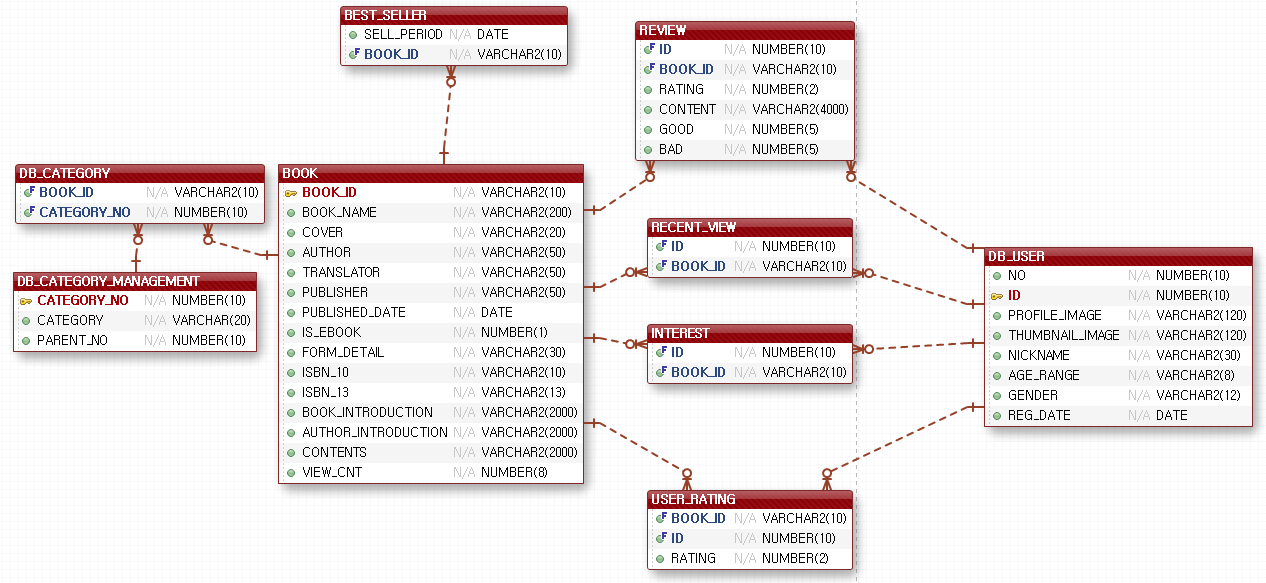 BEST_SELLER
SELL_PERIOD N/A DATE
BOOK_ID N/A VARCHAR2(10)
REVIEW
ID N/A NUMBER(10)
BOOK_ID N/A VARCHAR2(10)
RATING N/A NUMBER(2)
CONTENT N/A VARCHAR2(4000)
GOOD N/A NUMBER(5)
BAD N/A NUMBER(5)
DB_CATEGORY
BOOK_ID N/A VARCHAR2(10)
CATEGORY_NO N/A NUMBER(10)
DB_CATEGORY_MANAGEMENT
CATEGORY_NO N/A NUMBER(10)
CATEGORY N/A VARCHAR(20)
PARENT_NO N/A NUMBER(10)
BOOK
BOOK_ID N/A VARCHAR2(10)
BOOK_NAME N/A VARCHAR2(200)
COVER N/A VARCHAR2(20)
AUTHOR N/A VARCHAR2(50)
TRANSLATOR N/A VARCHAR2(50)
PUBLISHER N/A VARCHAR2(50)
PUBLISHED_DATE N/A DATE
IS_EBOOK N/A NUMBER(1)
FORM_DETAIL N/A VARCHAR2(30)
ISBN_10 N/A VARCHAR2(10)
ISBN_13 N/A VARCHAR2(13)
BOOK_INTRODUCTION N/A VARCHAR2(2000)
AUTHOR_INTRODUCTION N/A VARCHAR2(2000)
CONTENTS N/A VARCHAR2(2000)
VIEW_CNT N/A NUMBER(8)
RECENT_VIEW
ID N/A NUMBER(10)
BOOK_ID N/A VARCHAR2(10)
INTEREST
ID N/A NUMBER(10)
BOOK_ID N/A VARCHAR2(10)
DB_USER
NO N/A NUMBER(10)
ID N/A NUMBER(10)
PROFILE_IMAGE N/A VARCHAR2(120)
THUMBNAIL_IMAGE N/A VARCHAR2(120)
NICKNAME N/A VARCHAR2(30)
AGE_RANGE N/A VARCHAR2(8)
GENDER N/A VARCHAR2(12)
REG_DATE N/A DATE
USER_RATING
BOOK_ID N/A VARCHAR2(10)
ID N/A NUMBER(10)
RATING N/A NUMBER(2)